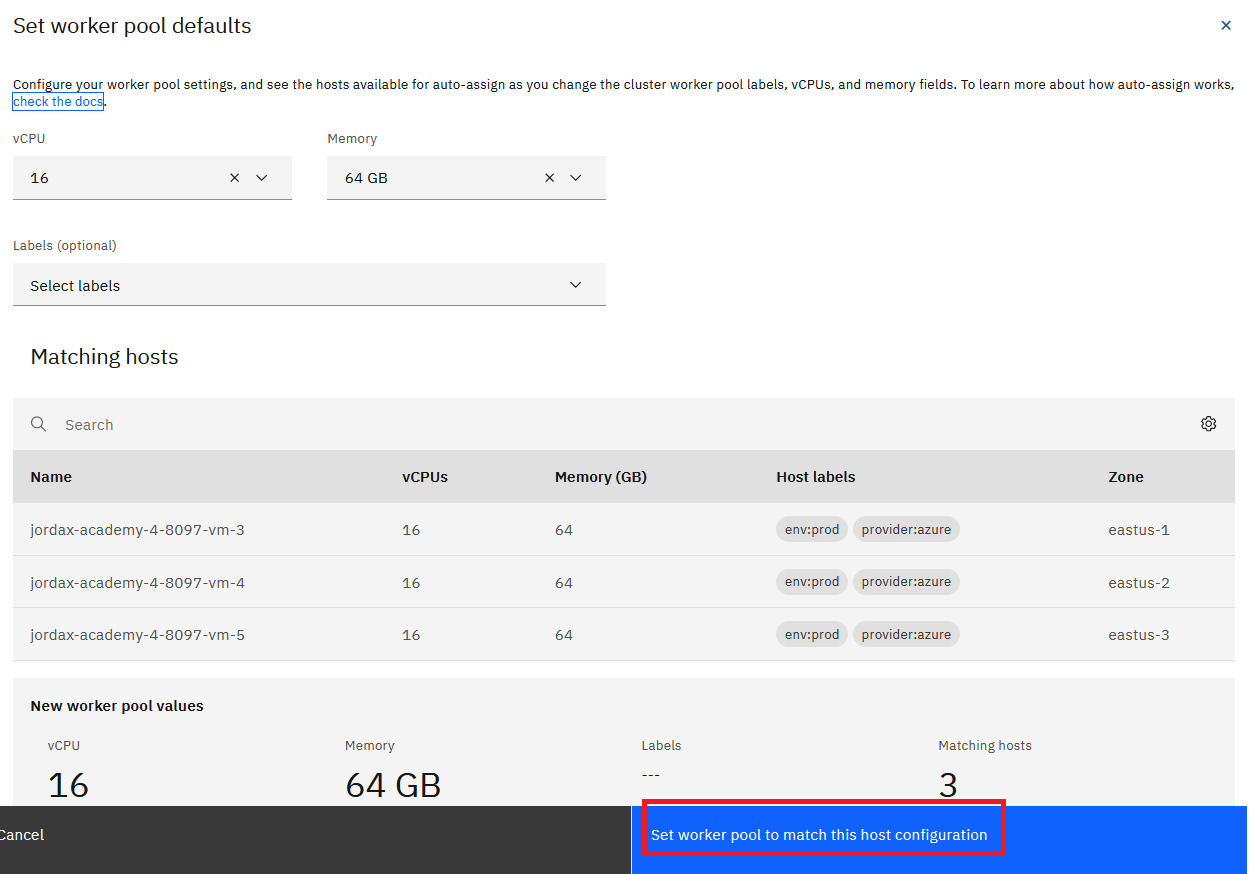 Set worker pool defaults
Configure your worker pool settings, and see the hosts available for auto-assign as you change the cluster worker pool labels, vCPUs, and memory fields. To learn more about how auto-assign works,
check the docs.
vCPU Memory
16 64 GB
Labels (optional)
Select labels
Matching hosts
Search
Name vCPUs Memory (GB) Host labels Zone
jordax-academy-4-8097-vm-3 16 64 env:prod provider:azure eastus-1
jordax-academy-4-8097-vm-4 16 64 env:prod provider:azure eastus-2
jordax-academy-4-8097-vm-5 16 64 env:prod provider:azure eastus-3
New worker pool values
vCPU Memory Labels Matching hosts
16 64 GB --- 3
Cancel Set worker pool to match this host configuration